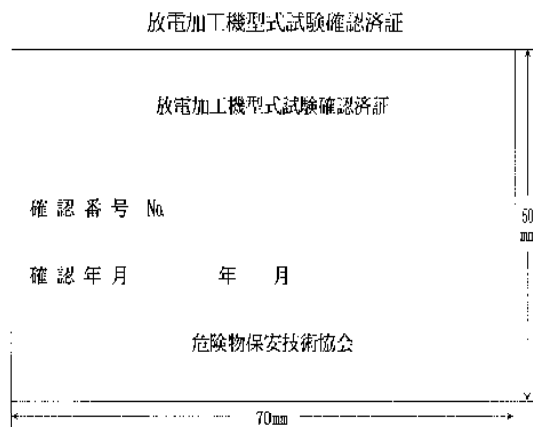 放電加工機型式試験確認済証
放電加工機型式試験確認済証
確認番号 No.
50
mm
確認年月 年 月
危険物保安技術協会
70mm